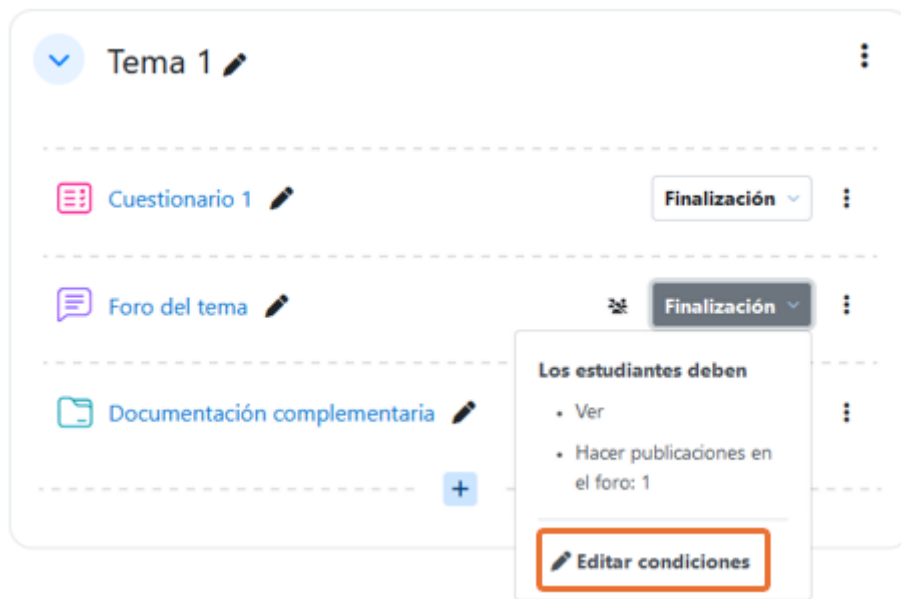 Tema 1
Cuestionario 1
Finalización
Foro del tema
Finalización
Los estudiantes deben
• Ver
• Hacer publicaciones en
el foro: 1
Documentación complementaria
Editar condiciones